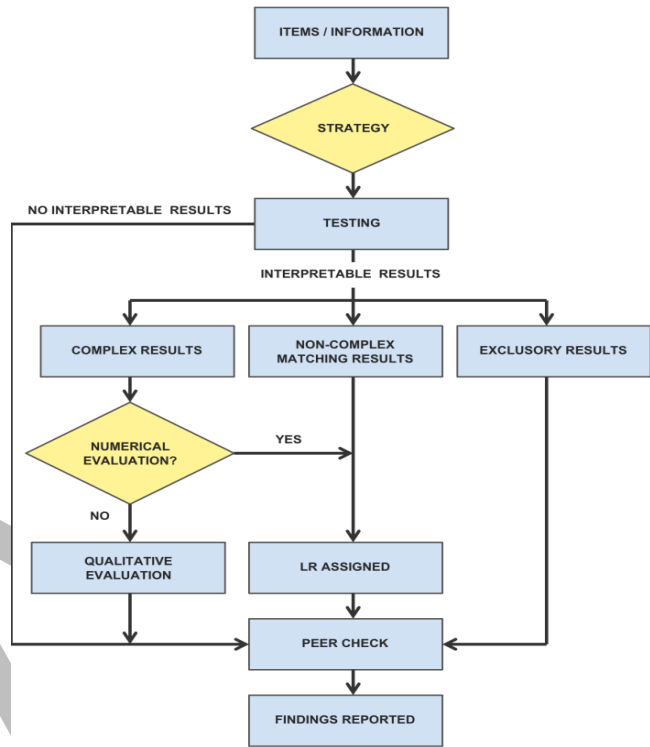 ITEMS / INFORMATION
STRATEGY
NO INTERPRETABLE RESULTS
TESTING
INTERPRETABLE RESULTS
COMPLEX RESULTS
NON-COMPLEX
MATCHING RESULTS
EXCLUSORY RESULTS
NUMERICAL
EVALUATION?
YES
NO
QUALITATIVE
EVALUATION
LR ASSIGNED
PEER CHECK
FINDINGS REPORTED